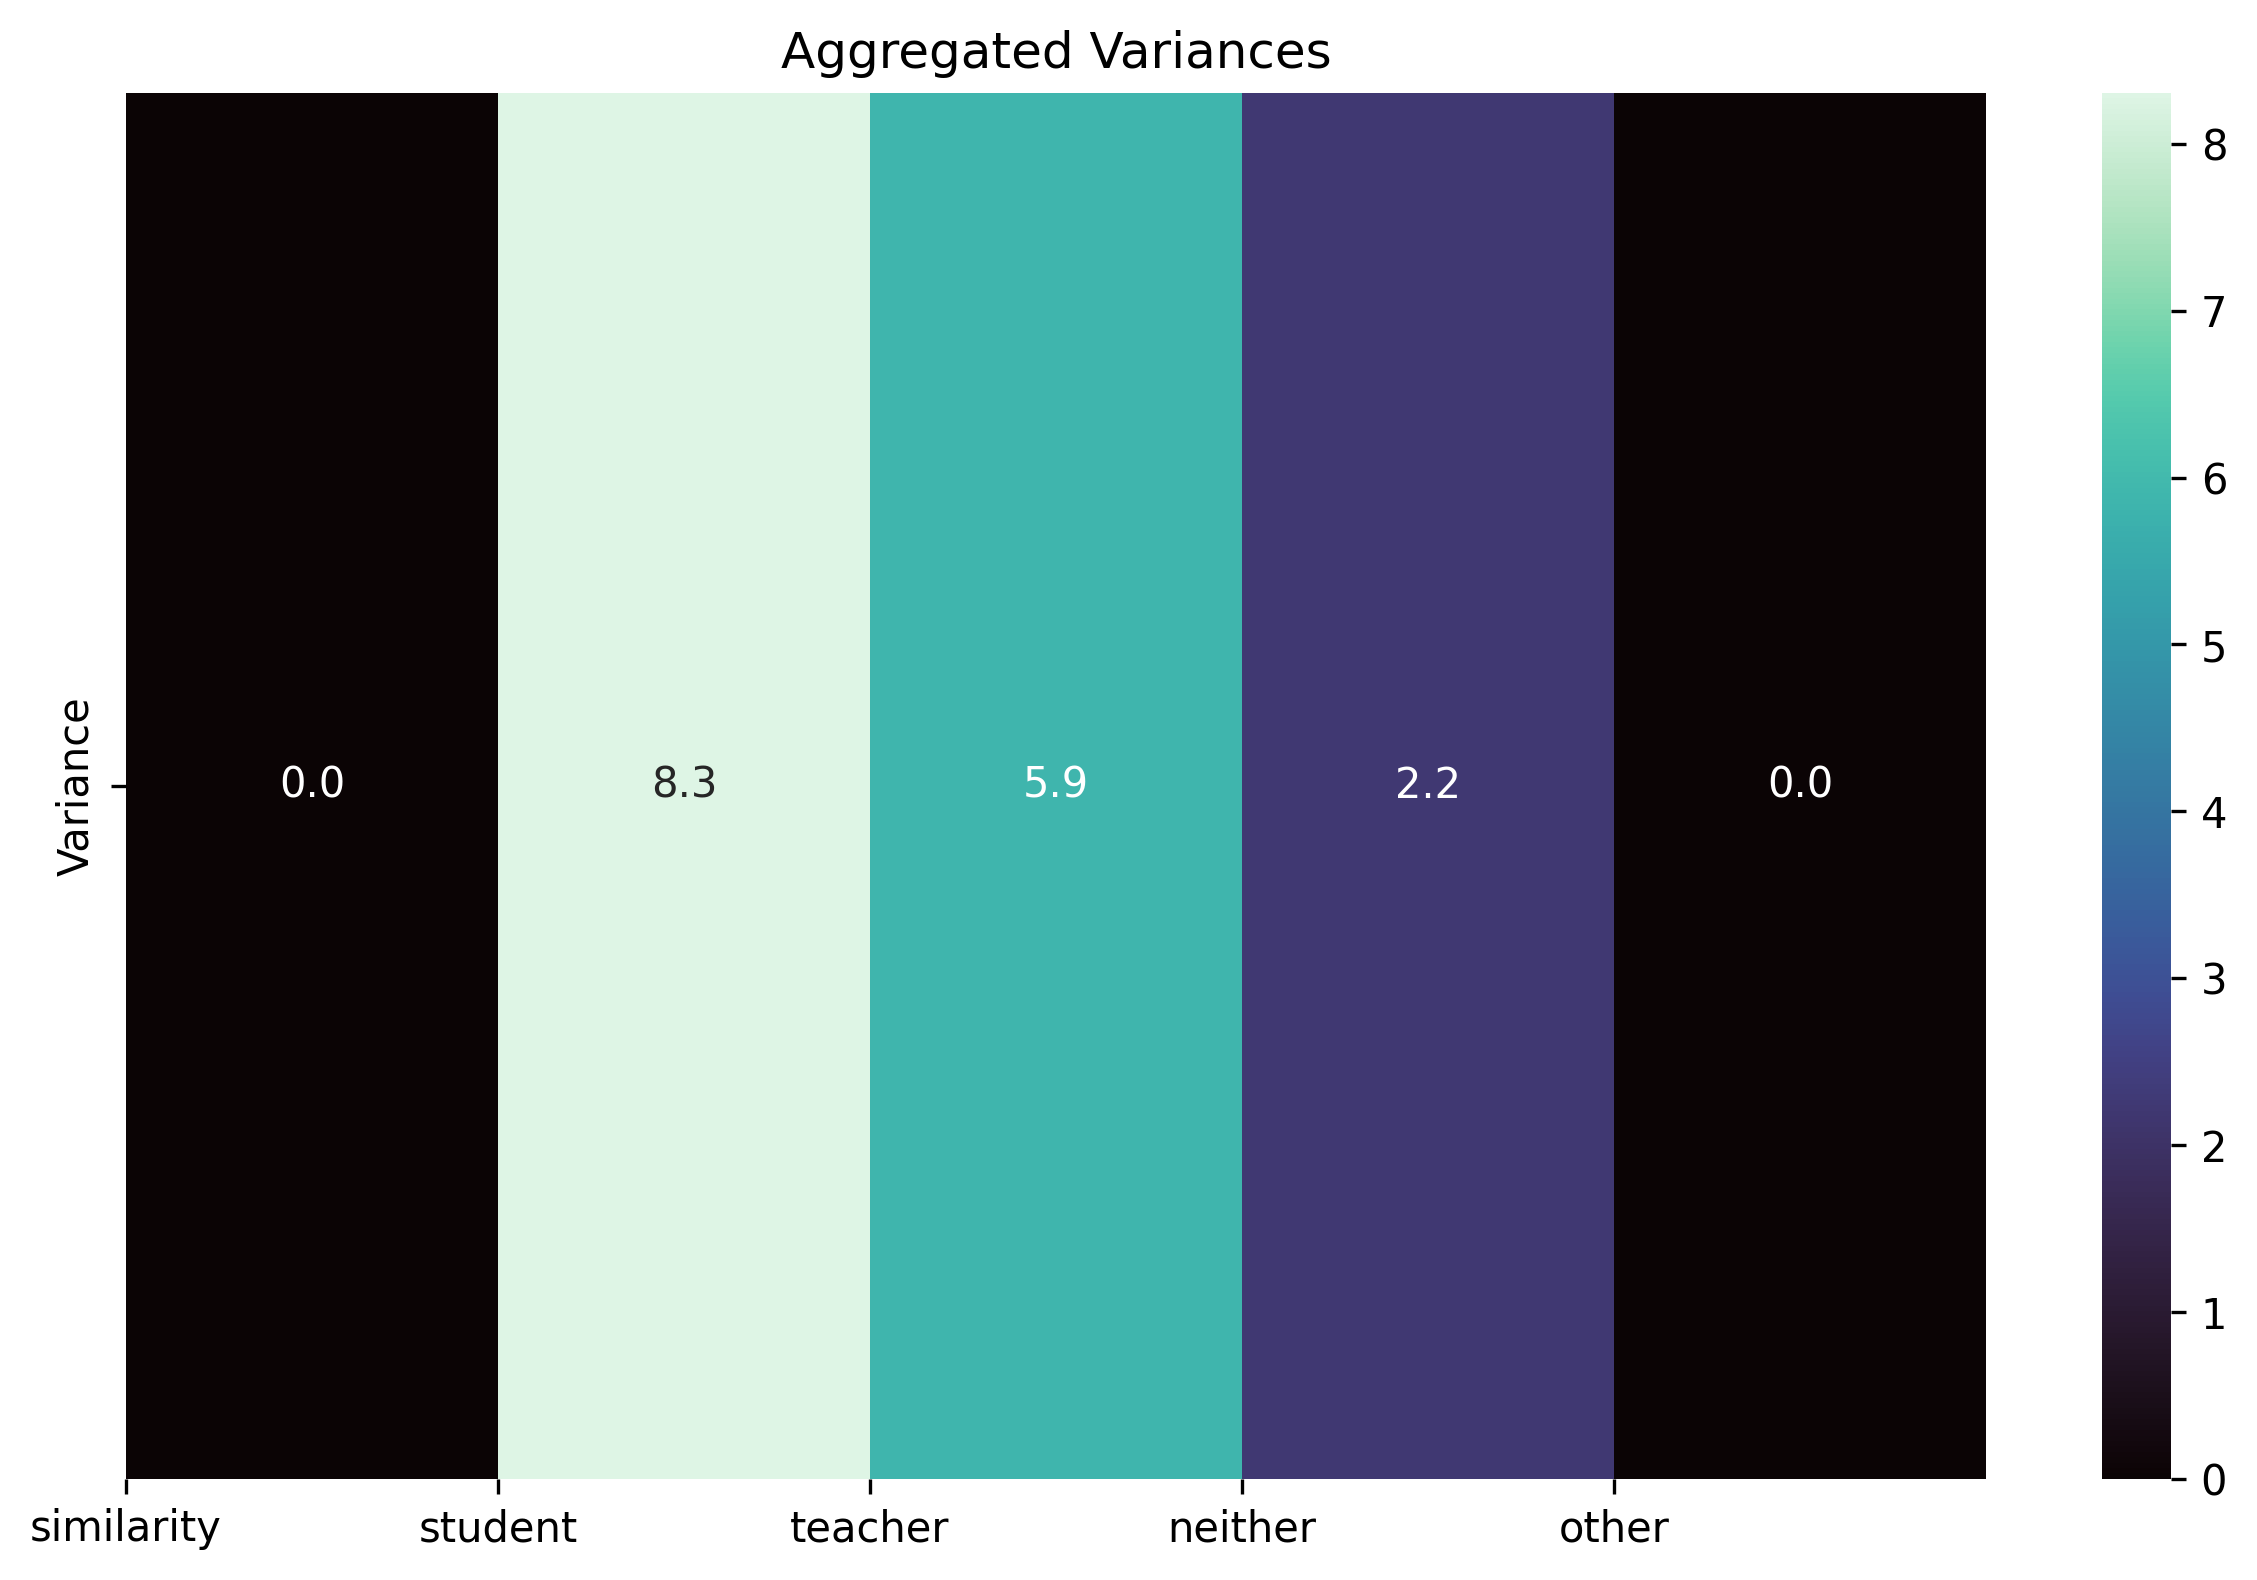 Aggregated Variances
Variance
0.0 8.3 5.9 2.2 0.0
similarity student teacher neither other
8
7
6
5
4
3
2
1
0